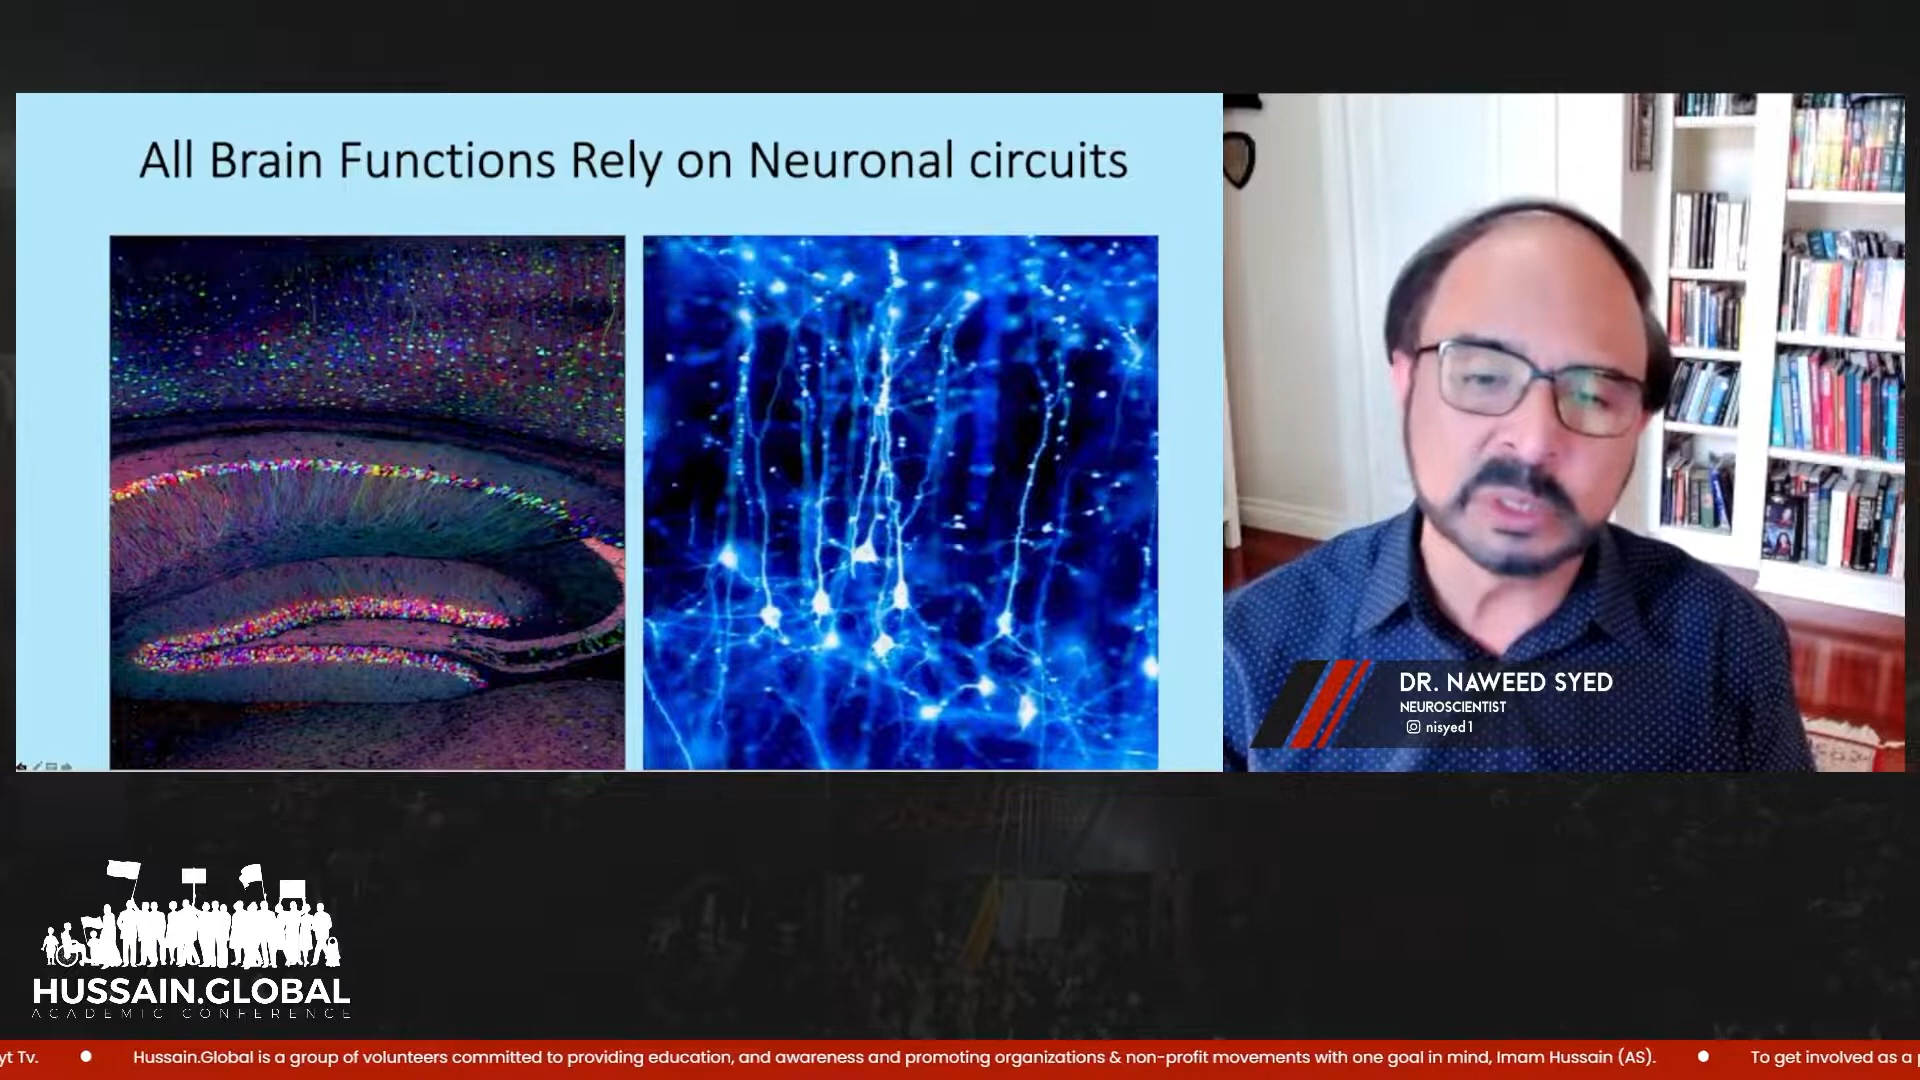 All Brain Functions Rely on Neuronal circuits
DR. NAWEED SYED
NEUROSCIENTIST
nisyed1
HUSSAIN.GLOBAL
ACADEMIC CONFERENCE
yt Tv. ● Hussain.Global is a group of volunteers committed to providing education, and awareness and promoting organizations & non-profit movements with one goal in mind, Imam Hussain (AS). ● To get involved as a